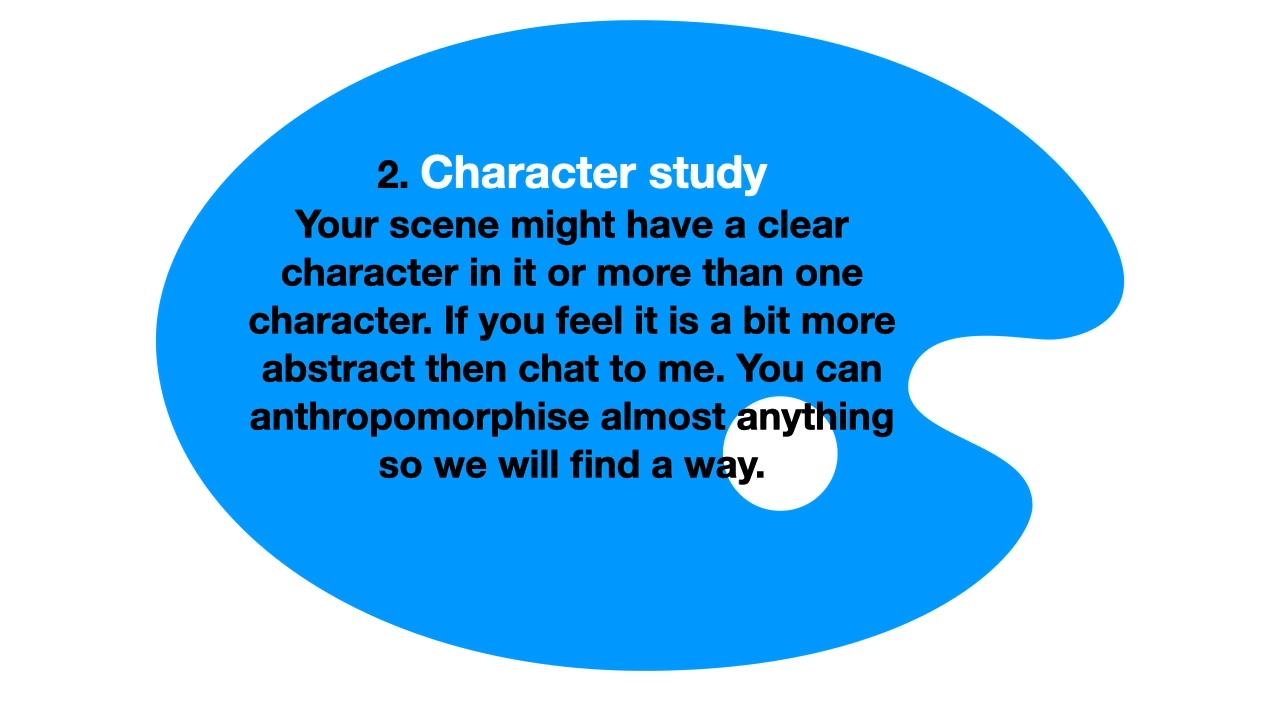 2. Character study
Your scene might have a clear
character in it or more than one
character. If you feel it is a bit more
abstract then chat to me. You can
anthropomorphise almost anything
so we will find a way.